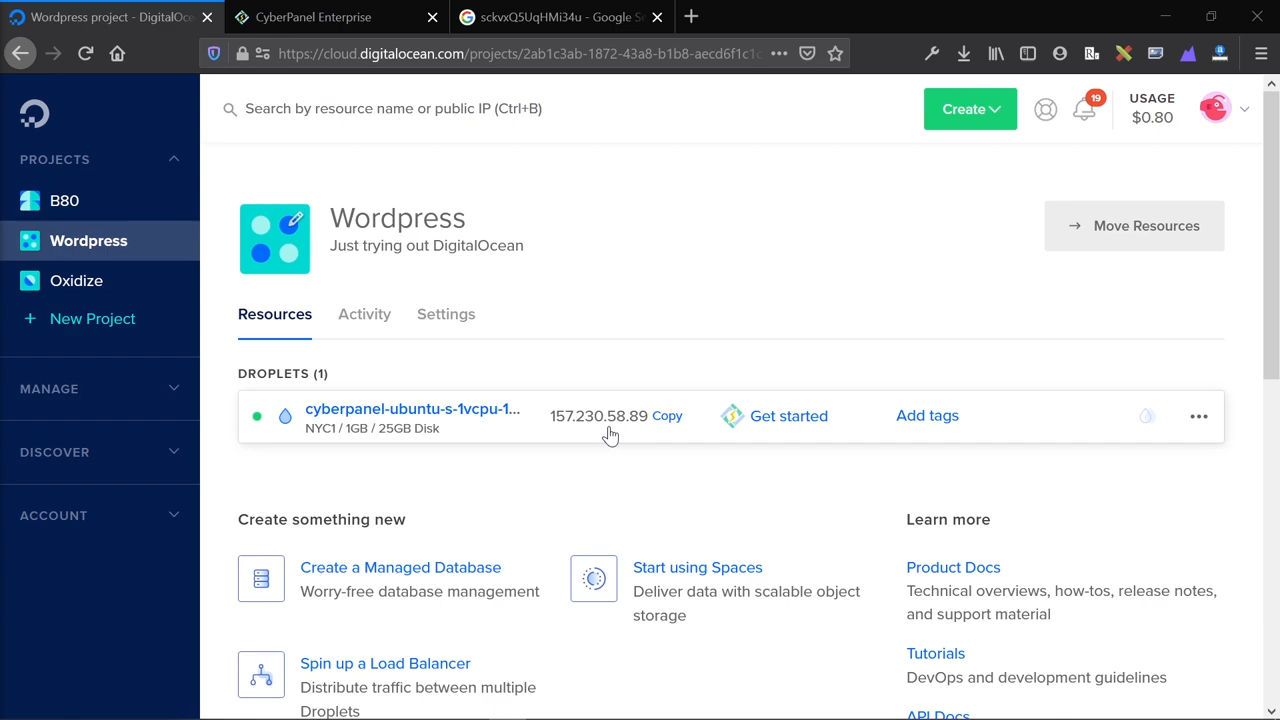 Wordpress project - DigitalOce
CyberPanel Enterprise
sckvxQ5UqHMi34u - Google Se
https://cloud.digitalocean.com/projects/2ab1c3ab-1872-43a8-b1b8-aecd6f1c1c
Search by resource name or public IP (Ctrl+B)
Create
19
USAGE
$0.80
PROJECTS
B80
Wordpress
Oxidize
+ New Project
MANAGE
DISCOVER
ACCOUNT
Wordpress
Just trying out DigitalOcean
→ Move Resources
Resources Activity Settings
DROPLETS (1)
cyberpanel-ubuntu-s-1vcpu-1...
NYC1 / 1GB / 25GB Disk
157.230.58.89 Copy
Get started
Add tags
Create something new
Create a Managed Database
Worry-free database management
Start using Spaces
Deliver data with scalable object
storage
Spin up a Load Balancer
Distribute traffic between multiple
Droplets
Learn more
Product Docs
Technical overviews, how-tos, release notes,
and support material
Tutorials
DevOps and development guidelines
API Docs